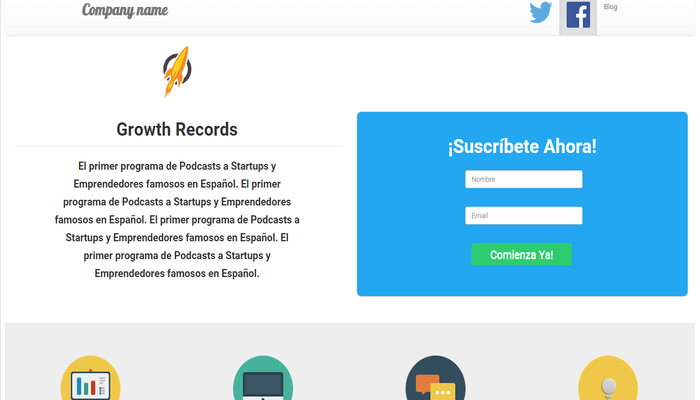 Company name
Blog
Growth Records
El primer programa de Podcasts a Startups y
Emprendedores famosos en Español. El primer
programa de Podcasts a Startups y Emprendedores
famosos en Español. El primer programa de Podcasts a
Startups y Emprendedores famosos en Español. El
primer programa de Podcasts a Startups y
Emprendedores famosos en Español.
¡Suscríbete Ahora!
Nombre
Email
Comienza Ya!